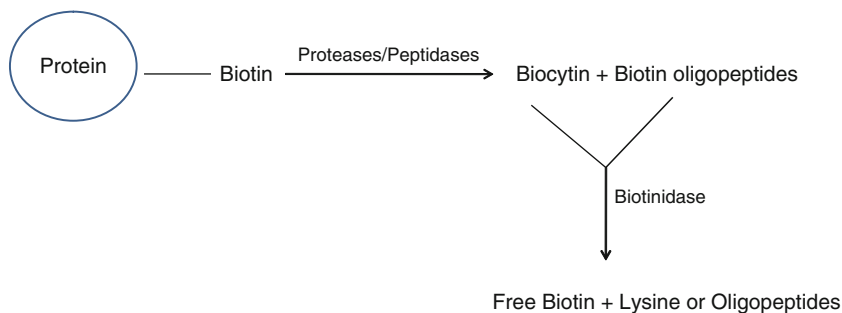 Protein
Biotin
Proteases/Peptidases
Biocytin + Biotin oligopeptides
Biotinidase
Free Biotin + Lysine or Oligopeptides